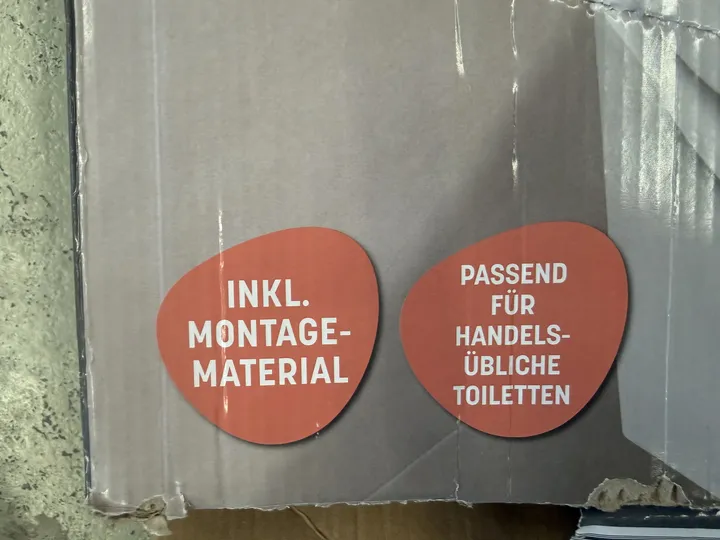 INKL.
MONTAGE-
MATERIAL
PASSEND
FÜR
HANDELS-
ÜBLICHE
TOILETTEN